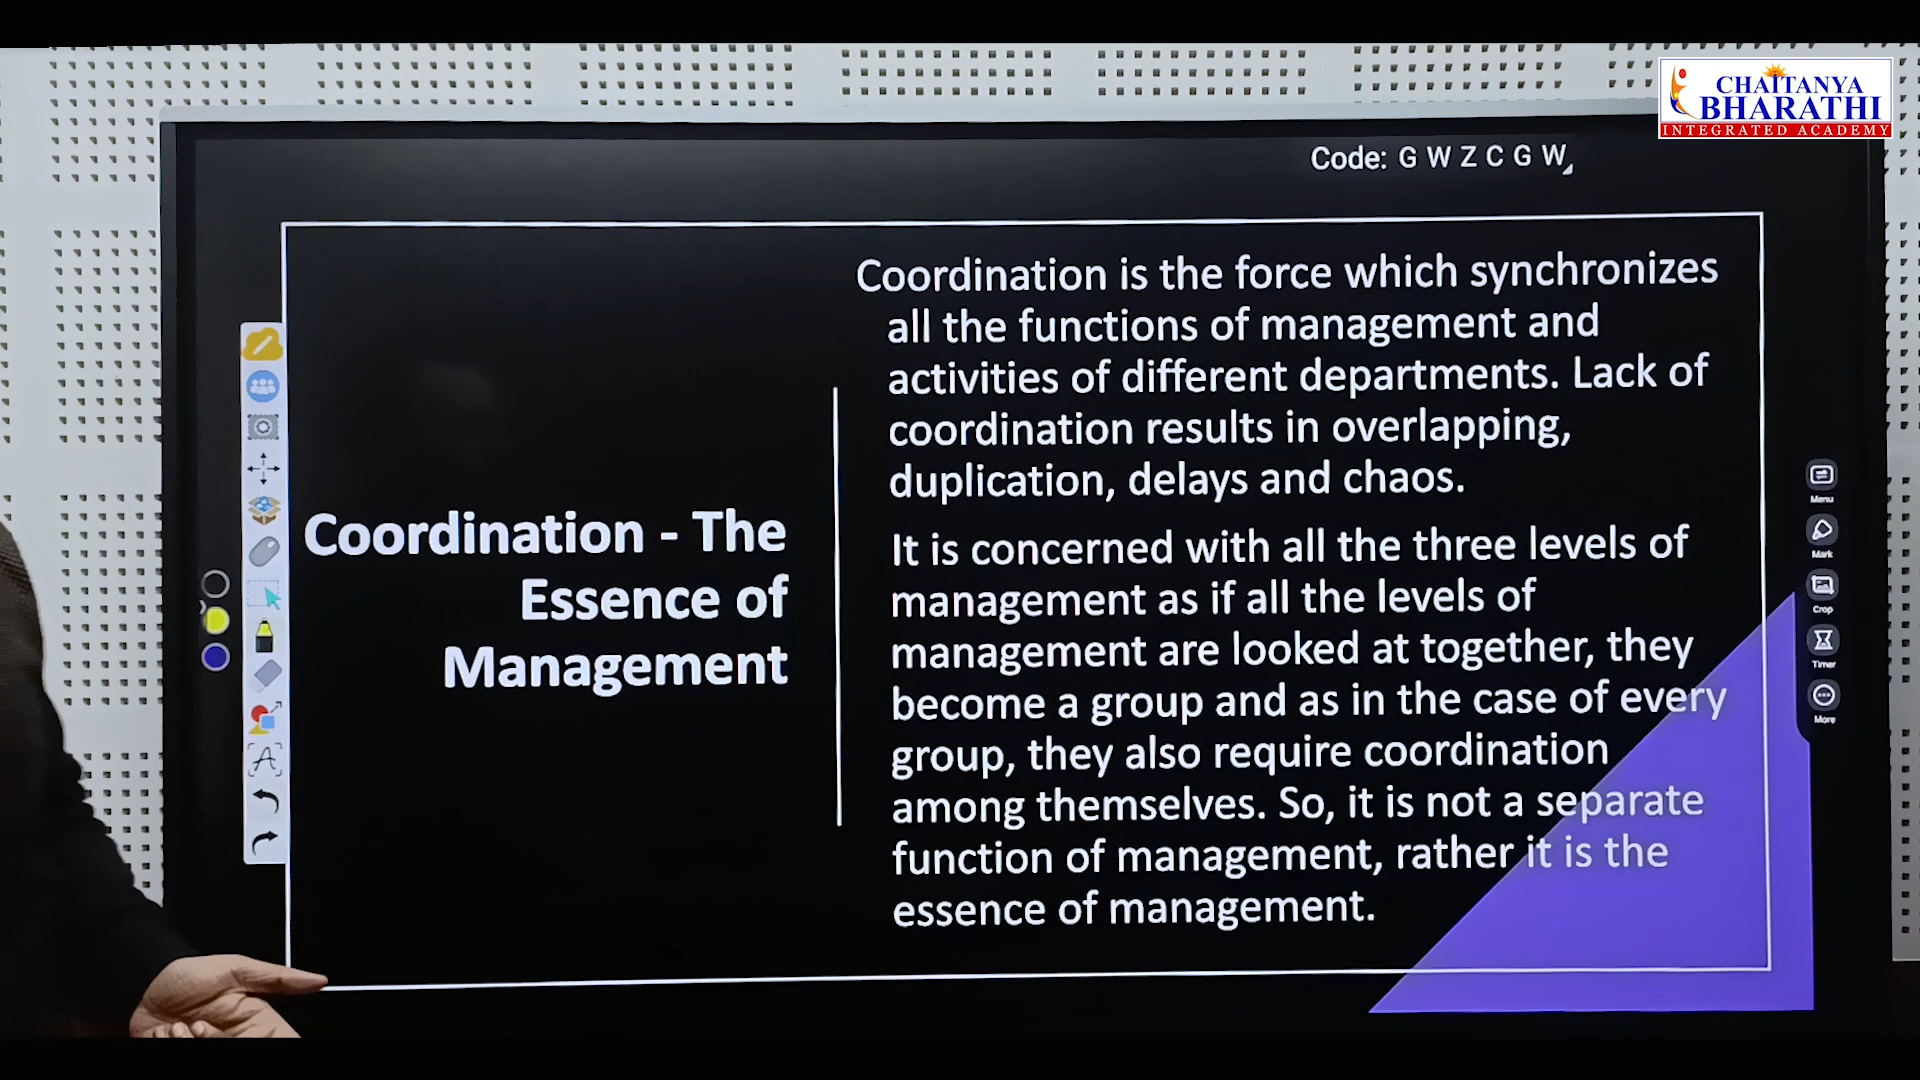 CHAITANYA
BHARATHI
INTEGRATED ACADEMY
Code: G W Z C G W
Coordination - The
Essence of
Management
Coordination is the force which synchronizes
all the functions of management and
activities of different departments. Lack of
coordination results in overlapping,
duplication, delays and chaos.
It is concerned with all the three levels of
management as if all the levels of
management are looked at together, they
become a group and as in the case of every
group, they also require coordination
among themselves. So, it is not a separate
function of management, rather it is the
essence of management.
Menu
Mark
Crop
Timer
More